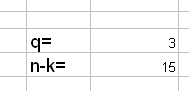 q= 3
n-k= 15